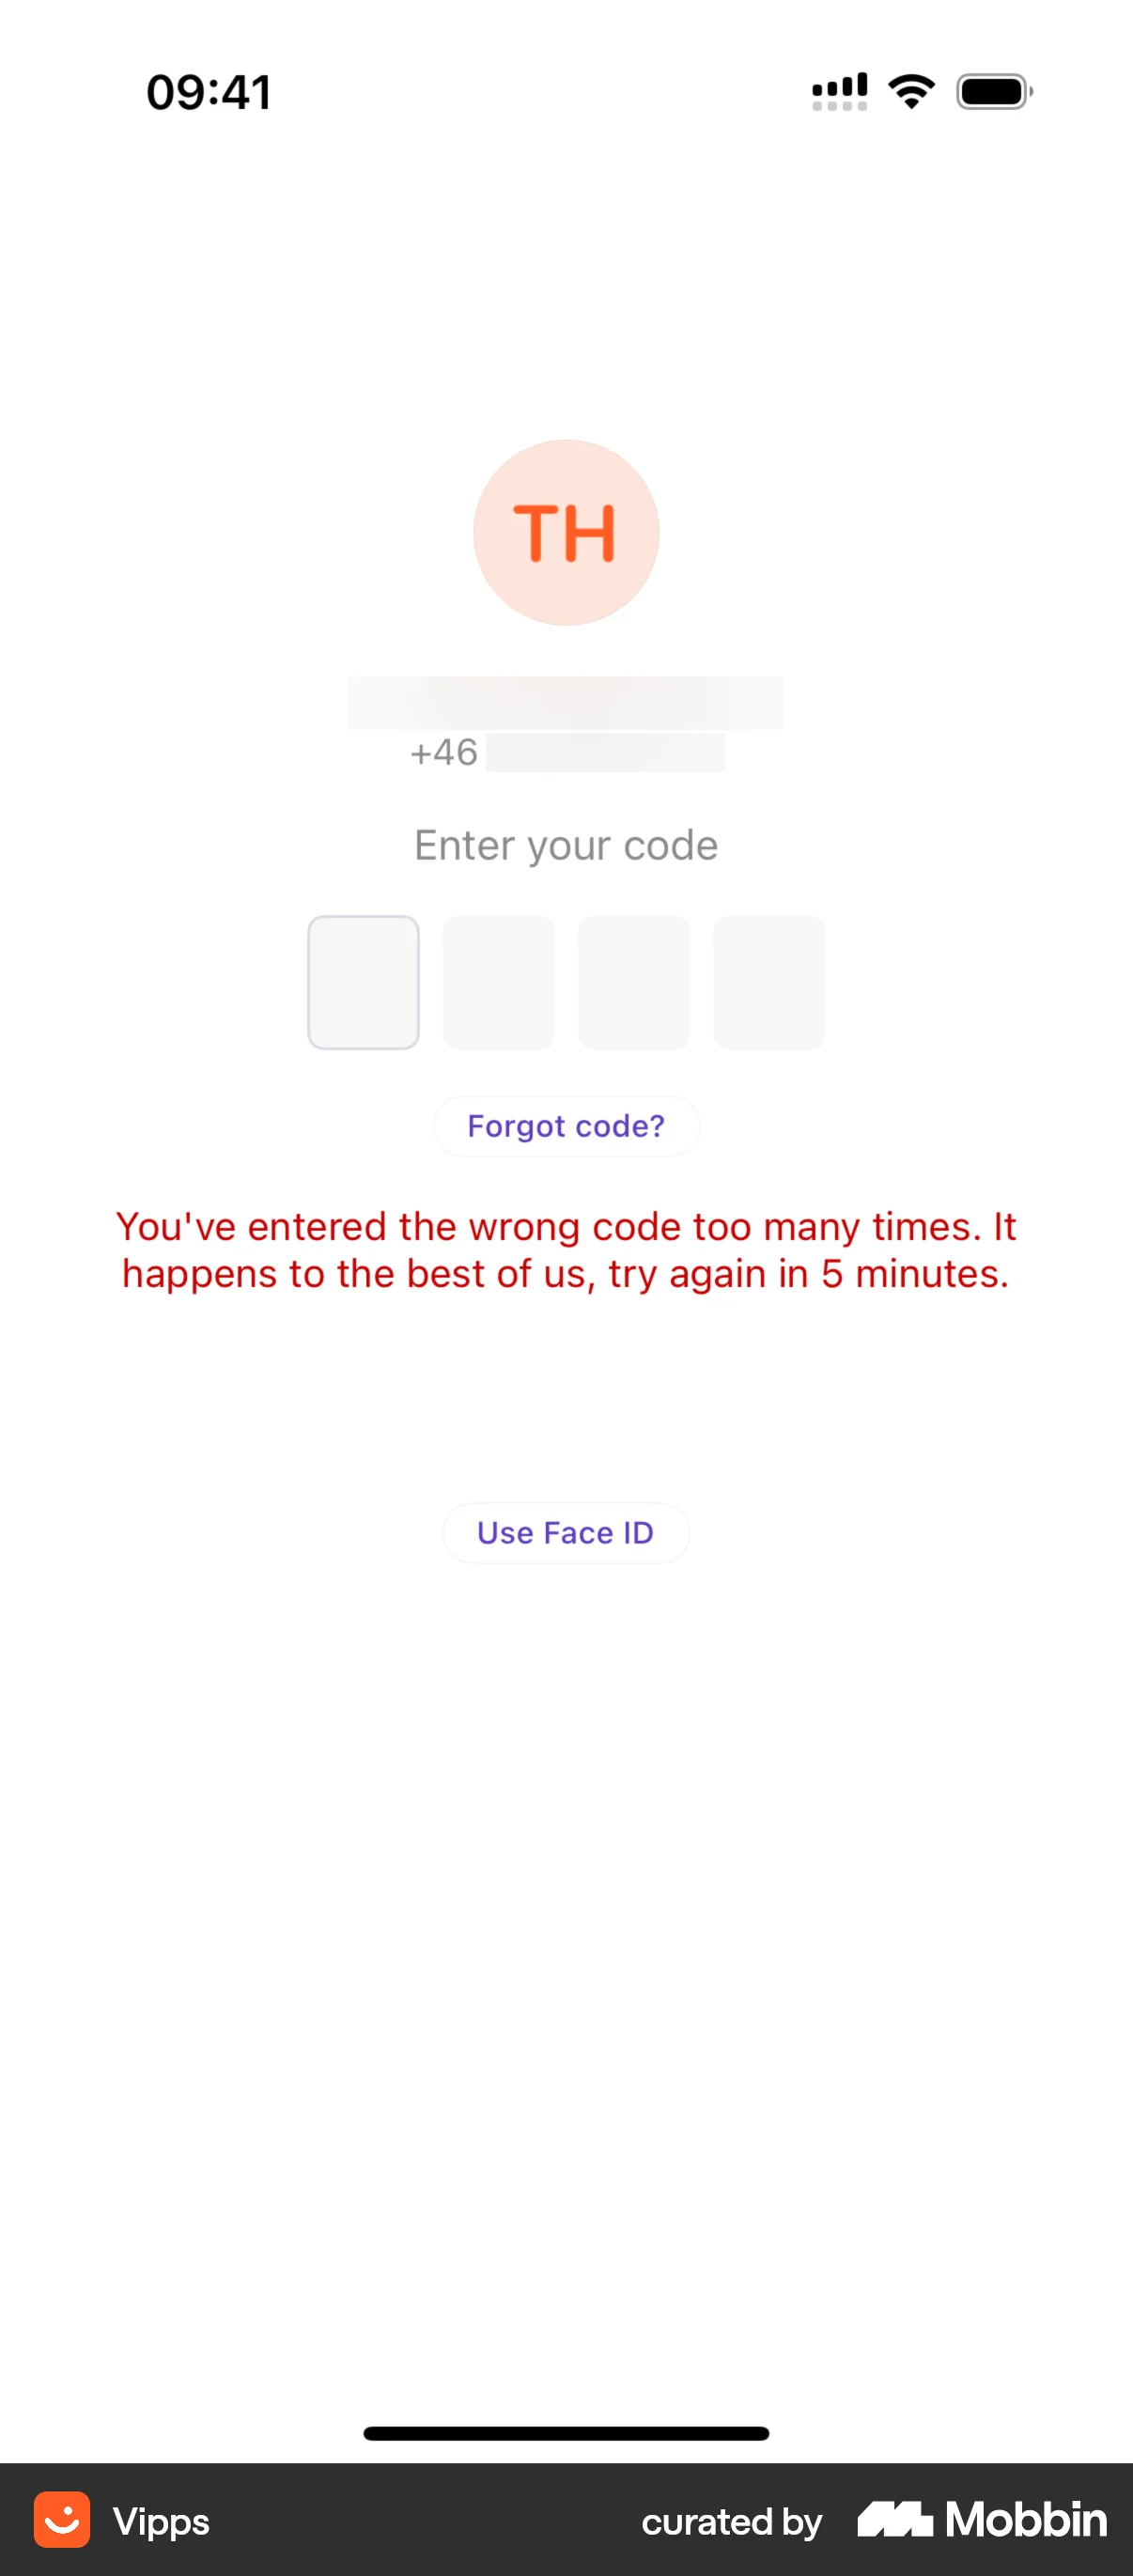 09:41
TH
+46
Enter your code
Forgot code?
You've entered the wrong code too many times. It
happens to the best of us, try again in 5 minutes.
Use Face ID
Vipps
curated by Mobbin